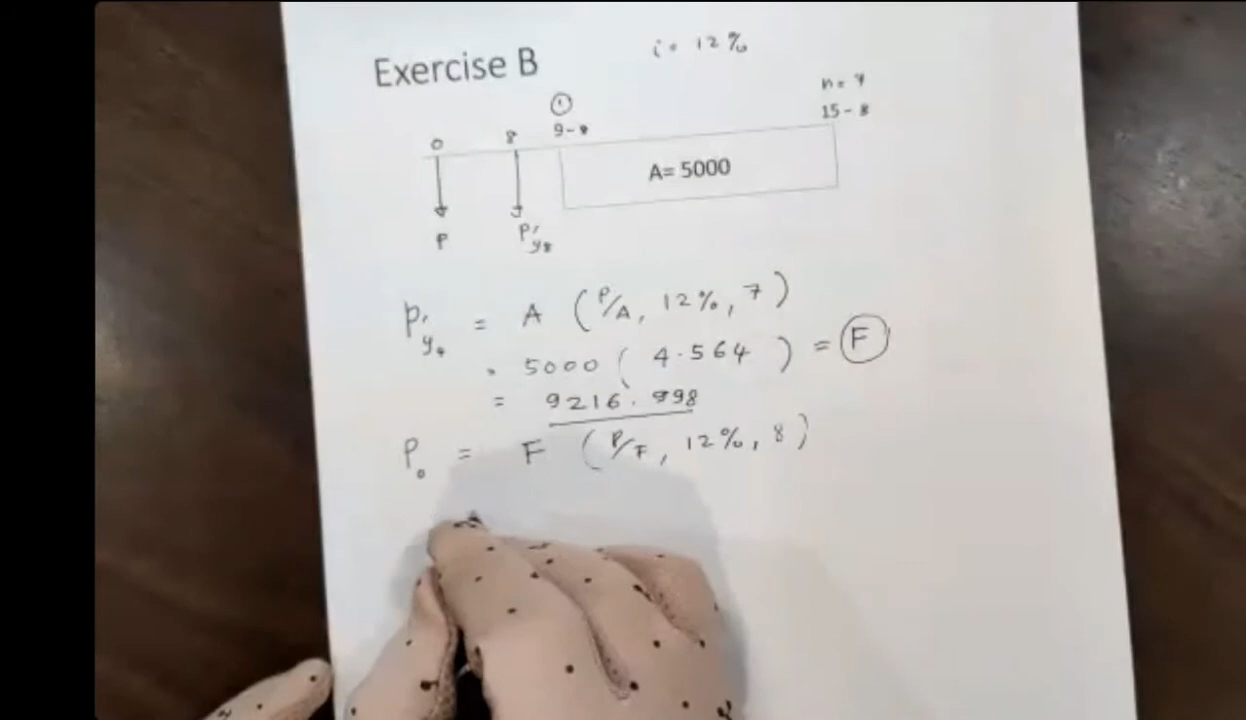 Exercise B
i = 12%
n = 7
1
9-8
15-8
0
8
A= 5000
P
P'y8
P'y8 = A (P/A, 12%, 7)
= 5000 ( 4.564 ) = F
= 9216.998
P0 = F (P/F, 12%, 8)